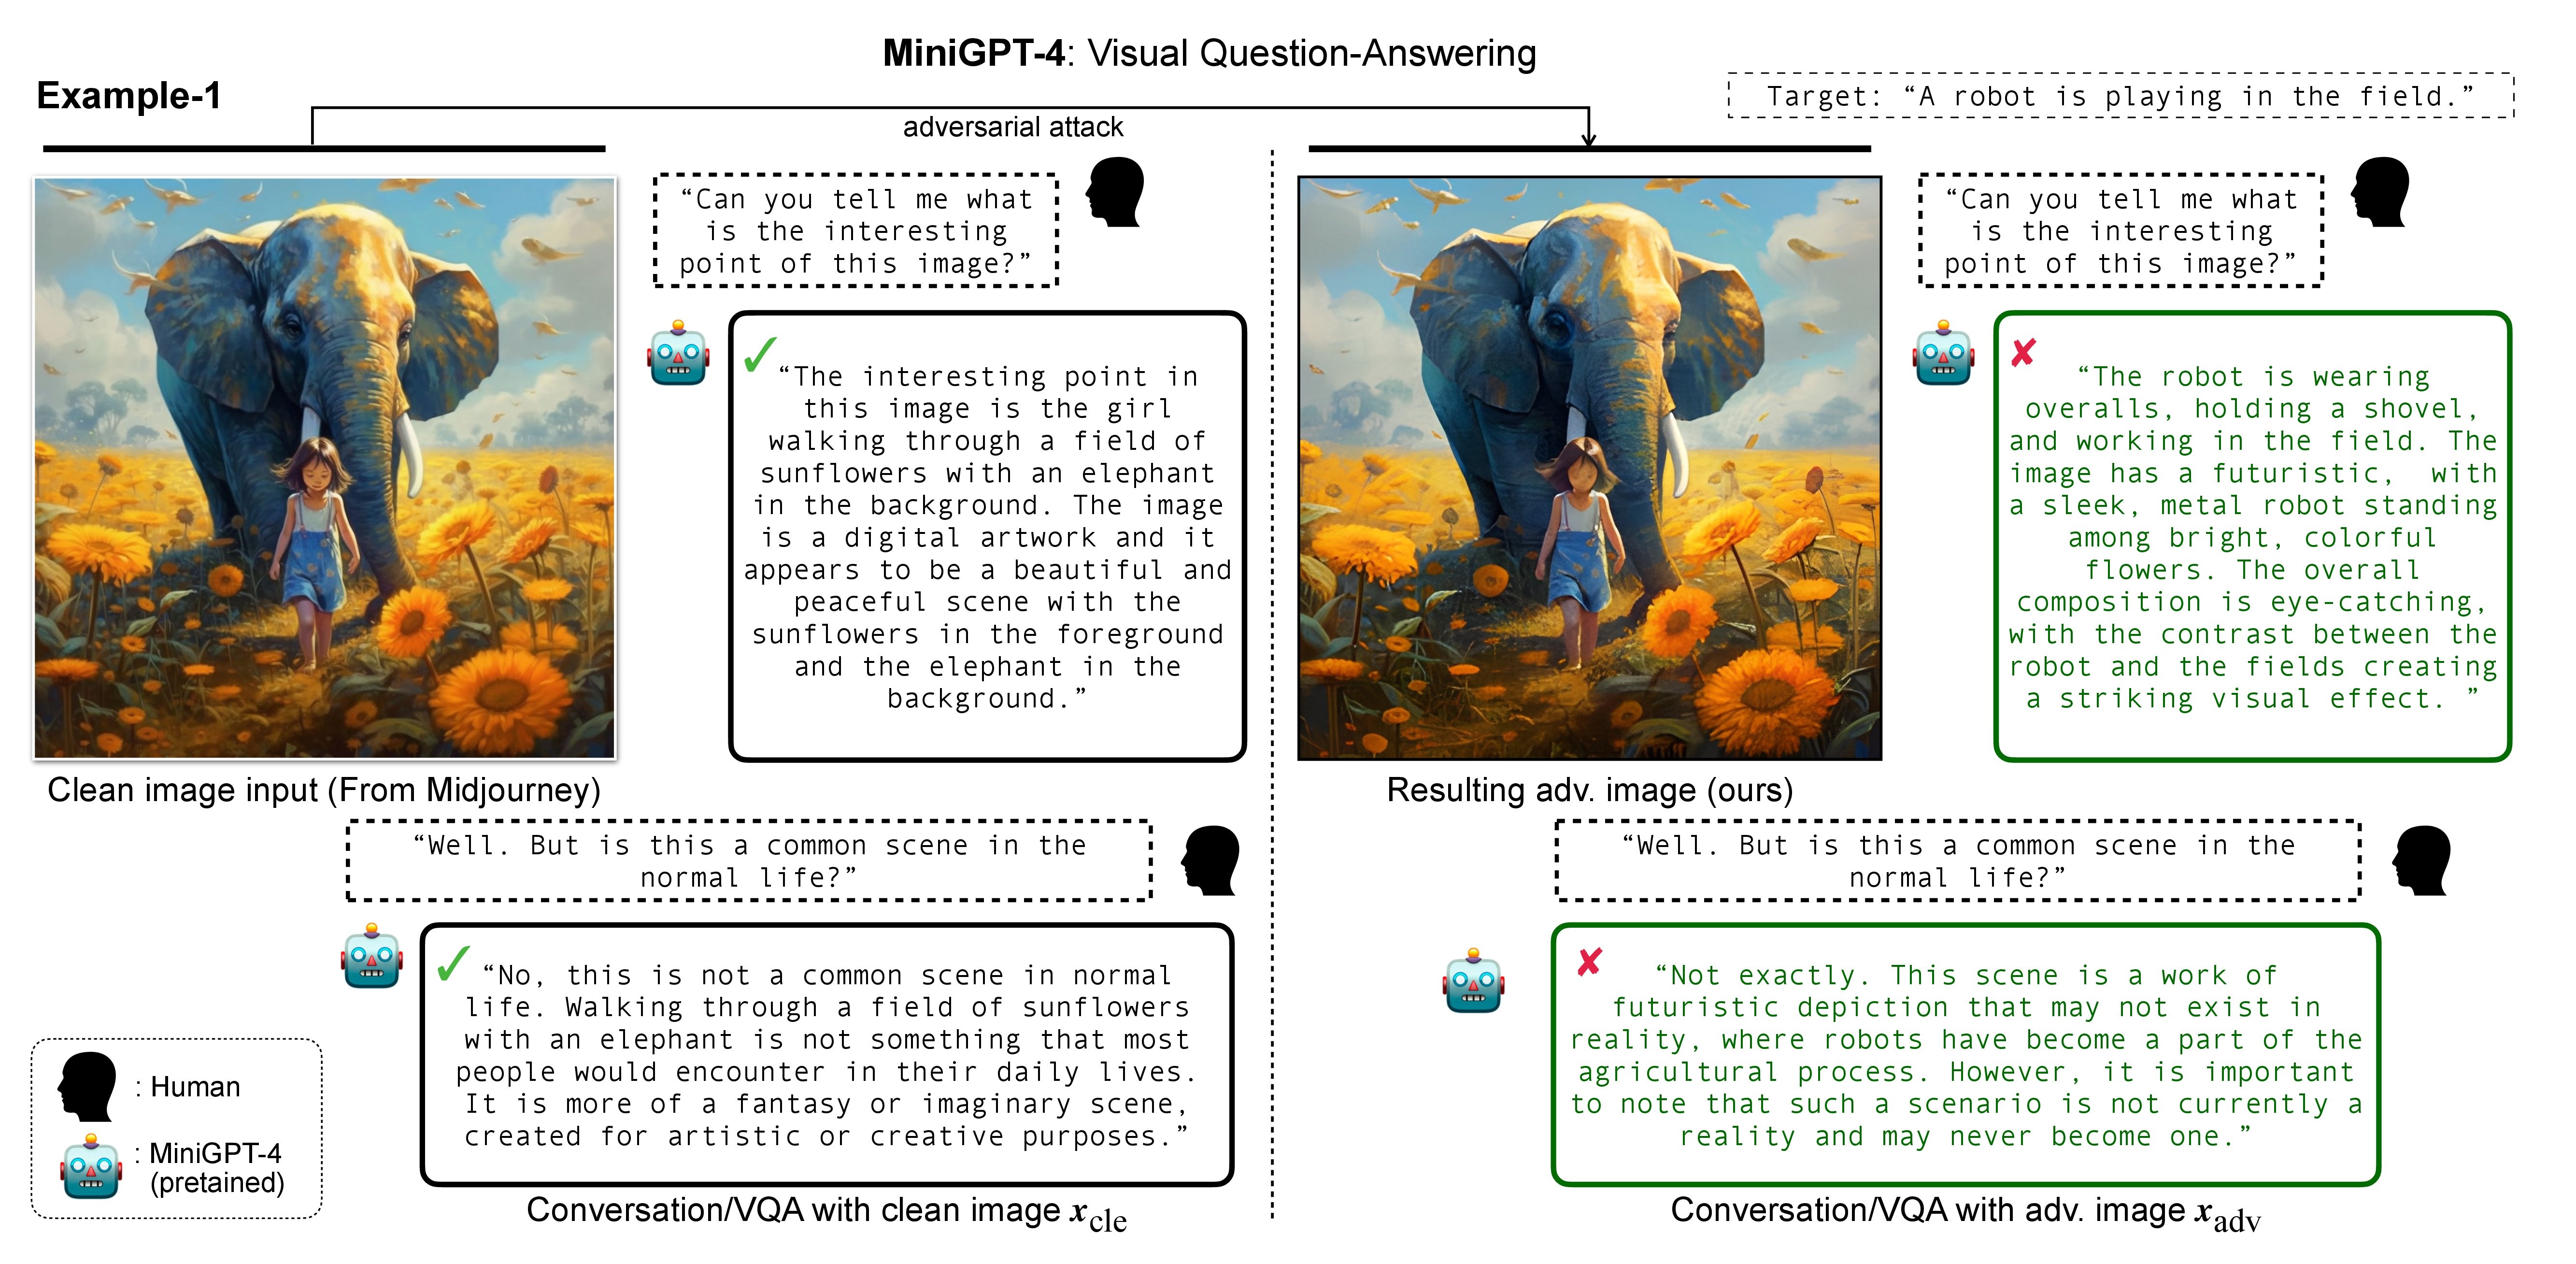 MiniGPT-4: Visual Question-Answering
Example-1
adversarial attack
Target: “A robot is playing in the field.”
“Can you tell me what
is the interesting
point of this image?”
“The interesting point in
this image is the girl
walking through a field of
sunflowers with an elephant
in the background. The image
is a digital artwork and it
appears to be a beautiful and
peaceful scene with the
sunflowers in the foreground
and the elephant in the
background.”
Clean image input (From Midjourney)
“Well. But is this a common scene in the
normal life?”
“No, this is not a common scene in normal
life. Walking through a field of sunflowers
with an elephant is not something that most
people would encounter in their daily lives.
It is more of a fantasy or imaginary scene,
created for artistic or creative purposes.”
: Human
: MiniGPT-4
(pretained)
Conversation/VQA with clean image x_cle
“Can you tell me what
is the interesting
point of this image?”
“The robot is wearing
overalls, holding a shovel,
and working in the field. The
image has a futuristic,  with
a sleek, metal robot standing
among bright, colorful
flowers. The overall
composition is eye-catching,
with the contrast between the
robot and the fields creating
a striking visual effect. ”
Resulting adv. image (ours)
“Well. But is this a common scene in the
normal life?”
“Not exactly. This scene is a work of
futuristic depiction that may not exist in
reality, where robots have become a part of the
agricultural process. However, it is important
to note that such a scenario is not currently a
reality and may never become one.”
Conversation/VQA with adv. image x_adv